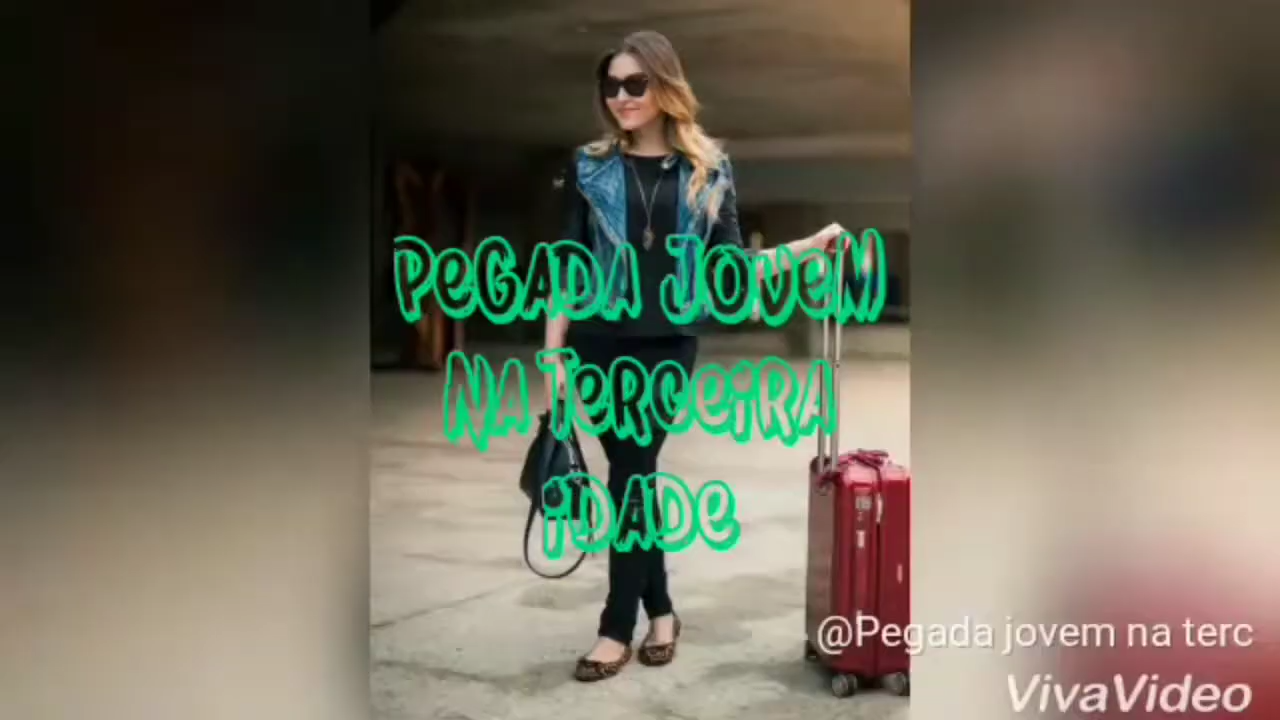 PEGADA JOVEM
NA TERCEIRA
IDADE
@Pegada jovem na terc
VivaVideo